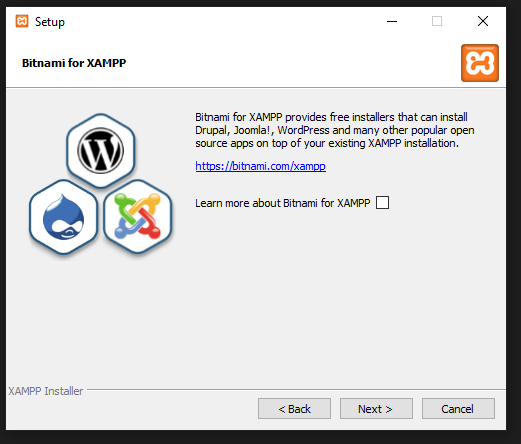 Setup
Bitnami for XAMPP
Bitnami for XAMPP provides free installers that can install
Drupal, Joomla!, WordPress and many other popular open
source apps on top of your existing XAMPP installation.
https://bitnami.com/xampp
Learn more about Bitnami for XAMPP
XAMPP Installer
< Back
Next >
Cancel